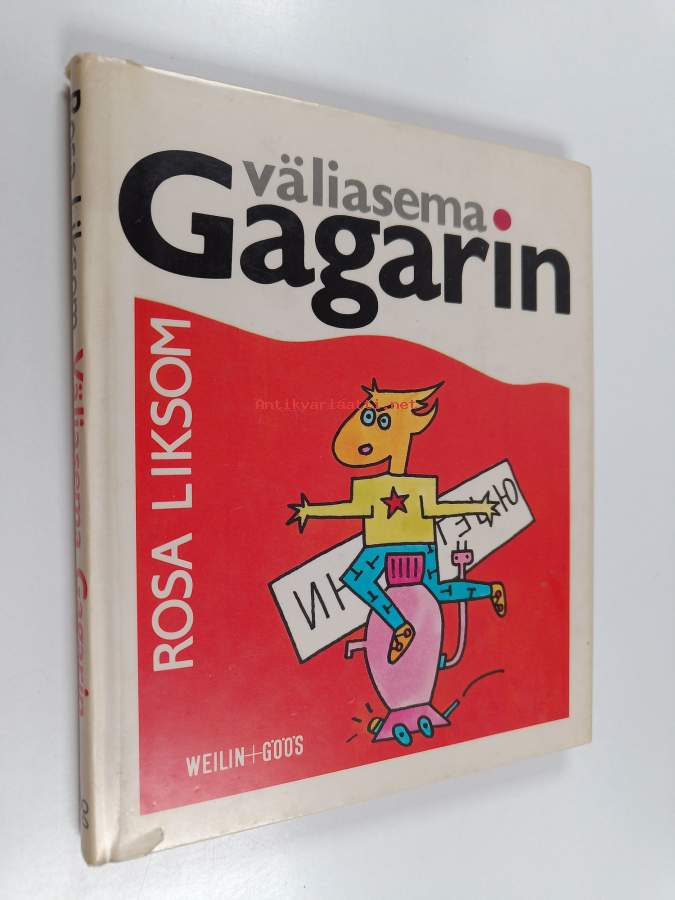 väliasema
Gagarin
ROSA LIKSOM
Antikvariaatti.net
WEILIN+GÖÖS
Rosa Liksom Väliasema Gagarin